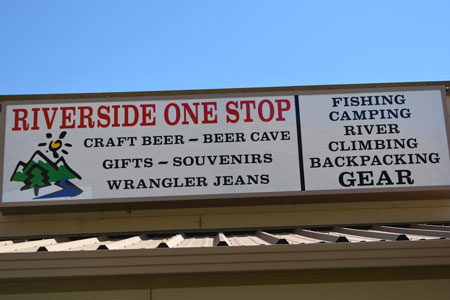 RIVERSIDE ONE STOP
CRAFT BEER – BEER CAVE
GIFTS – SOUVENIRS
WRANGLER JEANS
FISHING
CAMPING
RIVER
CLIMBING
BACKPACKING
GEAR